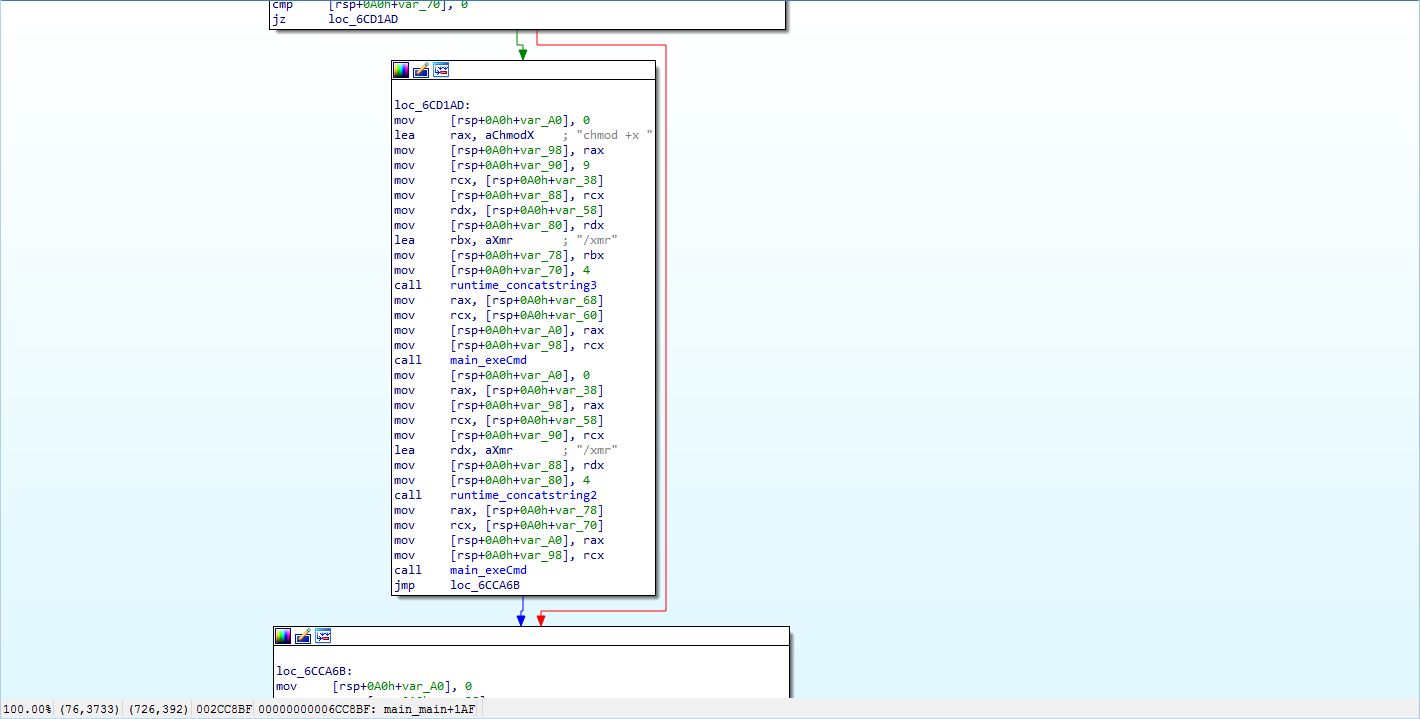 cmp     [rsp+0A0h+var_70], 0
jz      loc_6CD1AD
loc_6CD1AD:
mov     [rsp+0A0h+var_A0], 0
lea     rax, aChmodX    ; "chmod +x "
mov     [rsp+0A0h+var_98], rax
mov     [rsp+0A0h+var_90], 9
mov     rcx, [rsp+0A0h+var_38]
mov     [rsp+0A0h+var_88], rcx
mov     rdx, [rsp+0A0h+var_58]
mov     [rsp+0A0h+var_80], rdx
lea     rbx, aXmr       ; "/xmr"
mov     [rsp+0A0h+var_78], rbx
mov     [rsp+0A0h+var_70], 4
call    runtime_concatstring3
mov     rax, [rsp+0A0h+var_68]
mov     rcx, [rsp+0A0h+var_60]
mov     [rsp+0A0h+var_A0], rax
mov     [rsp+0A0h+var_98], rcx
call    main_exeCmd
mov     [rsp+0A0h+var_A0], 0
mov     rax, [rsp+0A0h+var_38]
mov     [rsp+0A0h+var_98], rax
mov     rcx, [rsp+0A0h+var_58]
mov     [rsp+0A0h+var_90], rcx
lea     rdx, aXmr       ; "/xmr"
mov     [rsp+0A0h+var_88], rdx
mov     [rsp+0A0h+var_80], 4
call    runtime_concatstring2
mov     rax, [rsp+0A0h+var_78]
mov     rcx, [rsp+0A0h+var_70]
mov     [rsp+0A0h+var_A0], rax
mov     [rsp+0A0h+var_98], rcx
call    main_exeCmd
jmp     loc_6CCA6B
loc_6CCA6B:
mov     [rsp+0A0h+var_A0], 0
100.00% (76,3733) (726,392) 002CC8BF 00000000006CC8BF: main_main+1AF